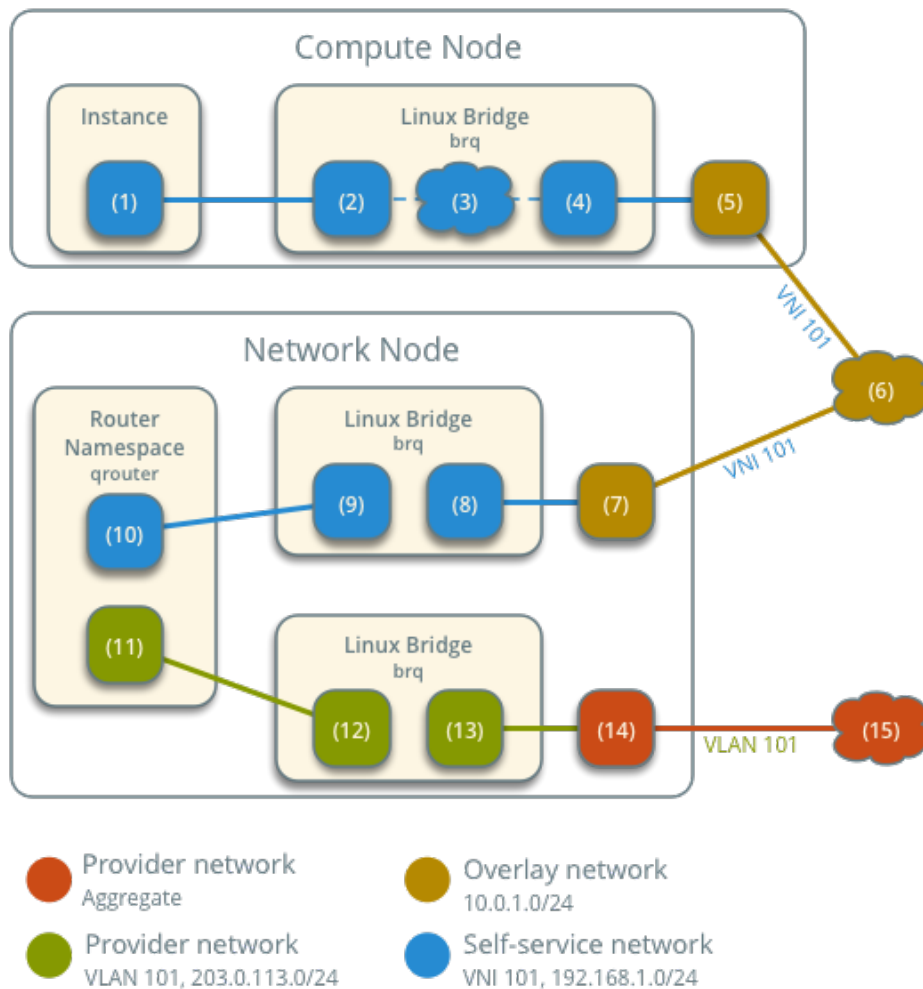 Compute Node
Instance
Linux Bridge
brq
(1)
(2)
(3)
(4)
(5)
VNI 101
(6)
Network Node
Router
Namespace
qrouter
Linux Bridge
brq
VNI 101
(10)
(9)
(8)
(7)
(11)
Linux Bridge
brq
(12)
(13)
(14)
VLAN 101
(15)
Provider network
Aggregate
Overlay network
10.0.1.0/24
Provider network
VLAN 101, 203.0.113.0/24
Self-service network
VNI 101, 192.168.1.0/24